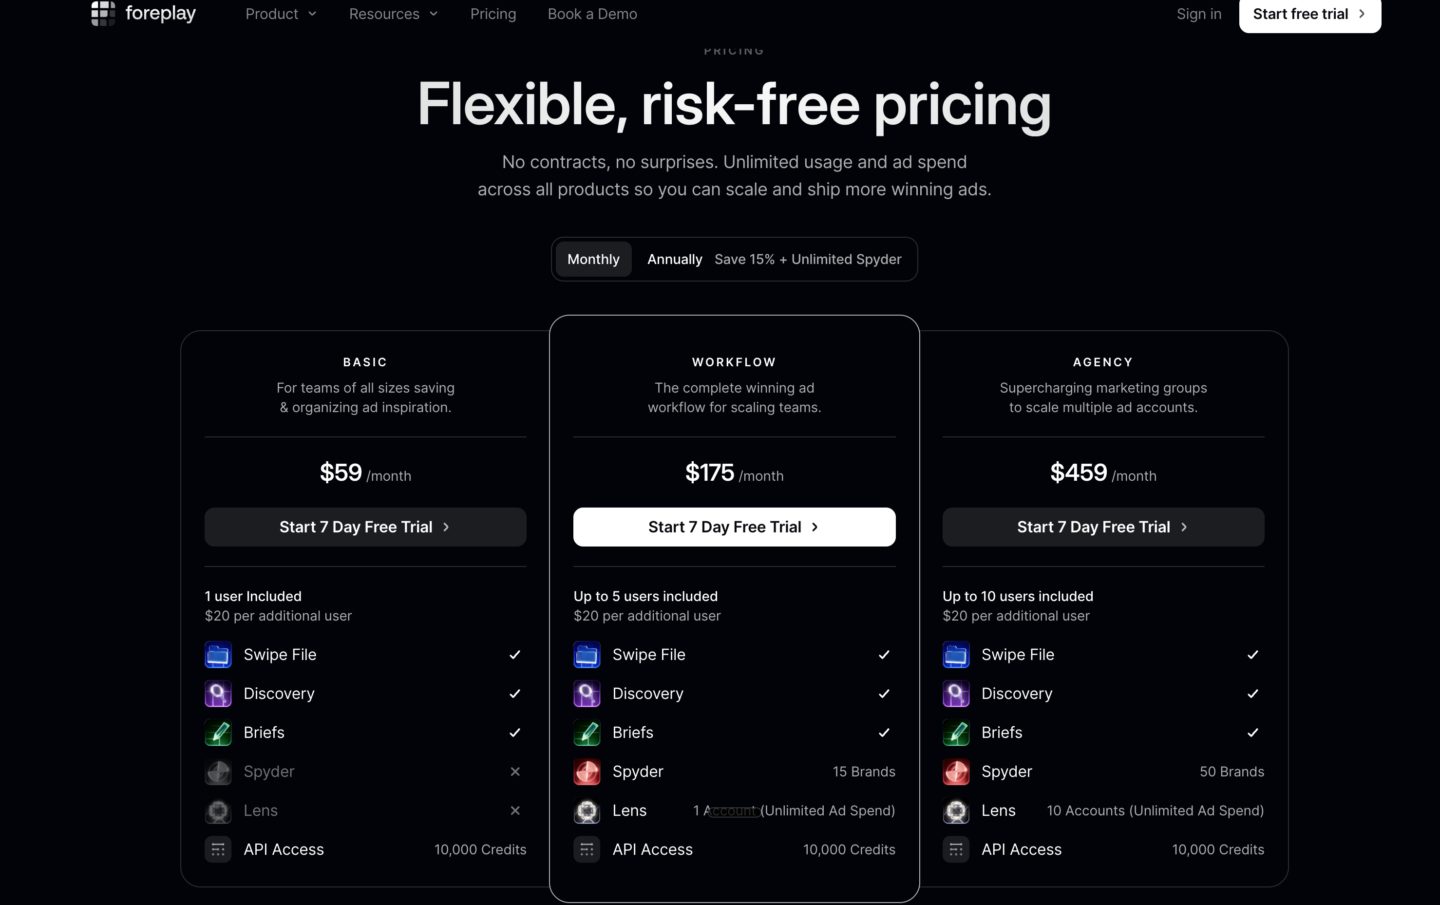 foreplay
Product
Resources
Pricing
Book a Demo
Sign in
Start free trial
PRICING
Flexible, risk-free pricing
No contracts, no surprises. Unlimited usage and ad spend
across all products so you can scale and ship more winning ads.
Monthly
Annually Save 15% + Unlimited Spyder
BASIC
For teams of all sizes saving
& organizing ad inspiration.
$59 /month
Start 7 Day Free Trial
1 user Included
$20 per additional user
Swipe File
Discovery
Briefs
Spyder
Lens
API Access 10,000 Credits
WORKFLOW
The complete winning ad
workflow for scaling teams.
$175 /month
Start 7 Day Free Trial
Up to 5 users included
$20 per additional user
Swipe File
Discovery
Briefs
Spyder 15 Brands
Lens 1 Account (Unlimited Ad Spend)
API Access 10,000 Credits
AGENCY
Supercharging marketing groups
to scale multiple ad accounts.
$459 /month
Start 7 Day Free Trial
Up to 10 users included
$20 per additional user
Swipe File
Discovery
Briefs
Spyder 50 Brands
Lens 10 Accounts (Unlimited Ad Spend)
API Access 10,000 Credits